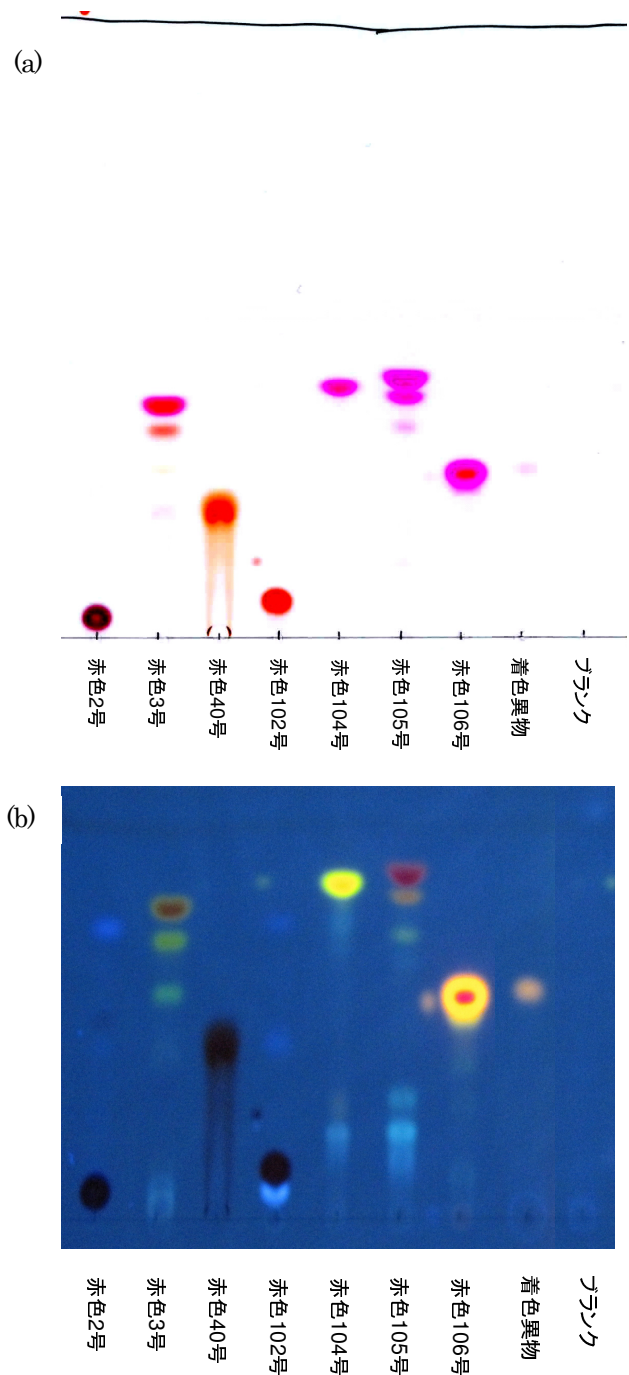 (a)
赤色2号
赤色3号
赤色40号
赤色102号
赤色104号
赤色105号
赤色106号
着色異物
ブランク
(b)
赤色2号
赤色3号
赤色40号
赤色102号
赤色104号
赤色105号
赤色106号
着色異物
ブランク